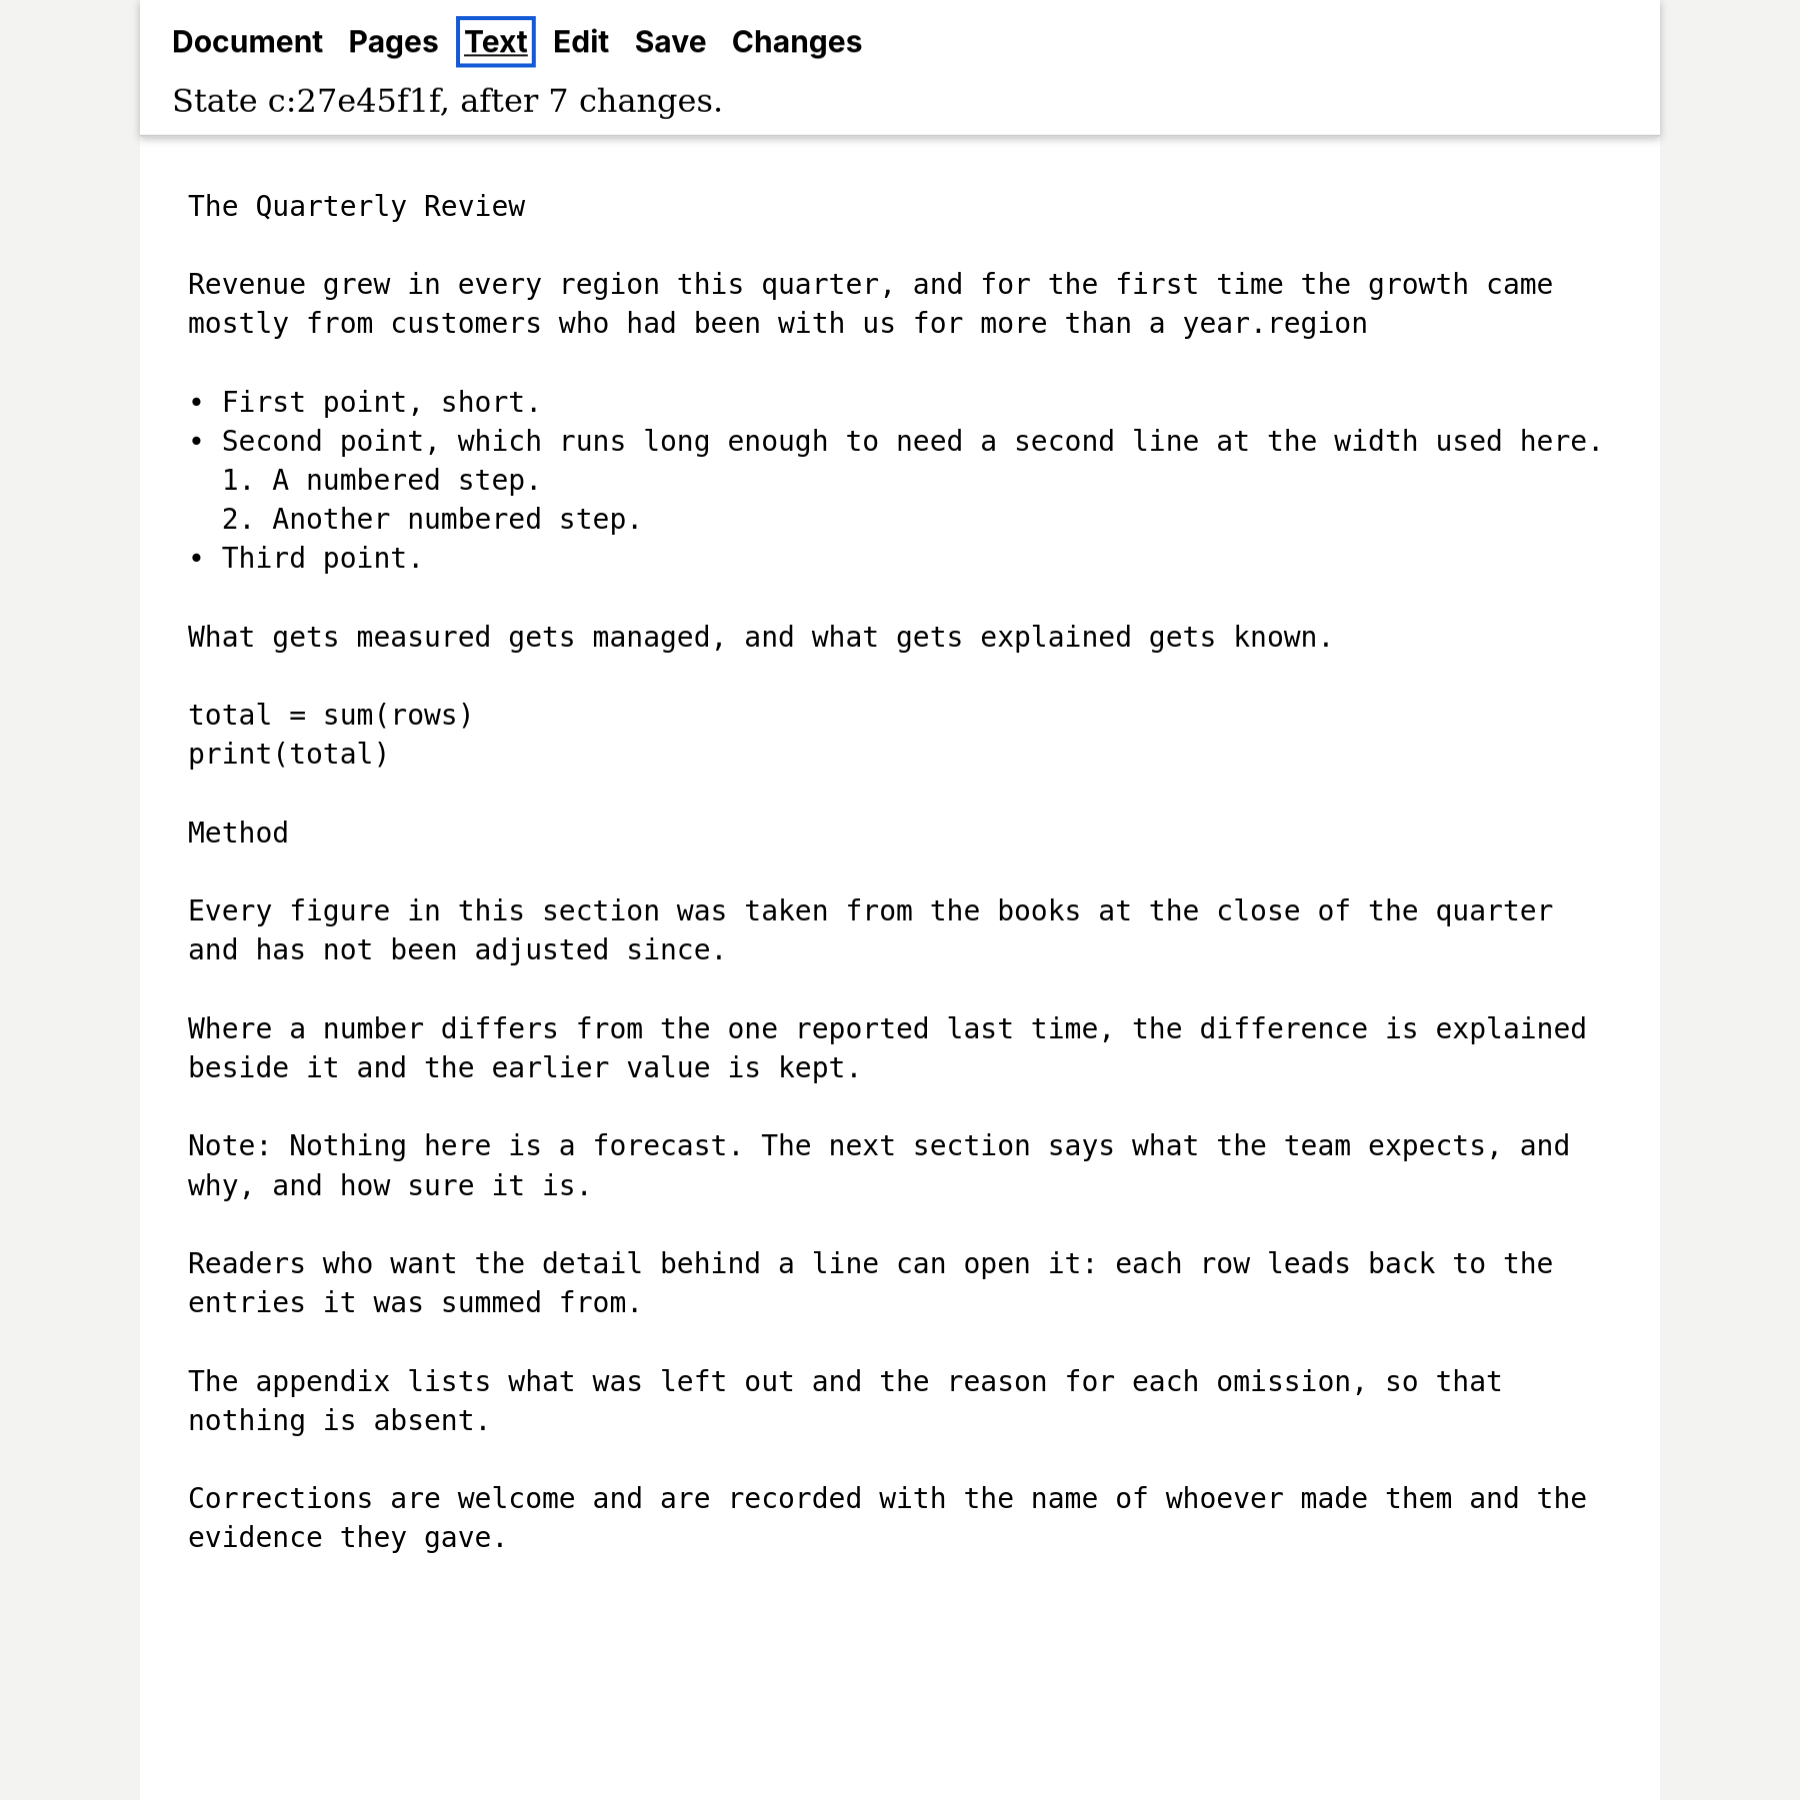 Document Pages Text Edit Save Changes
State c:27e45f1f, after 7 changes.
The Quarterly Review
Revenue grew in every region this quarter, and for the first time the growth came
mostly from customers who had been with us for more than a year.region
• First point, short.
• Second point, which runs long enough to need a second line at the width used here.
1. A numbered step.
2. Another numbered step.
• Third point.
What gets measured gets managed, and what gets explained gets known.
total = sum(rows)
print(total)
Method
Every figure in this section was taken from the books at the close of the quarter
and has not been adjusted since.
Where a number differs from the one reported last time, the difference is explained
beside it and the earlier value is kept.
Note: Nothing here is a forecast. The next section says what the team expects, and
why, and how sure it is.
Readers who want the detail behind a line can open it: each row leads back to the
entries it was summed from.
The appendix lists what was left out and the reason for each omission, so that
nothing is absent.
Corrections are welcome and are recorded with the name of whoever made them and the
evidence they gave.